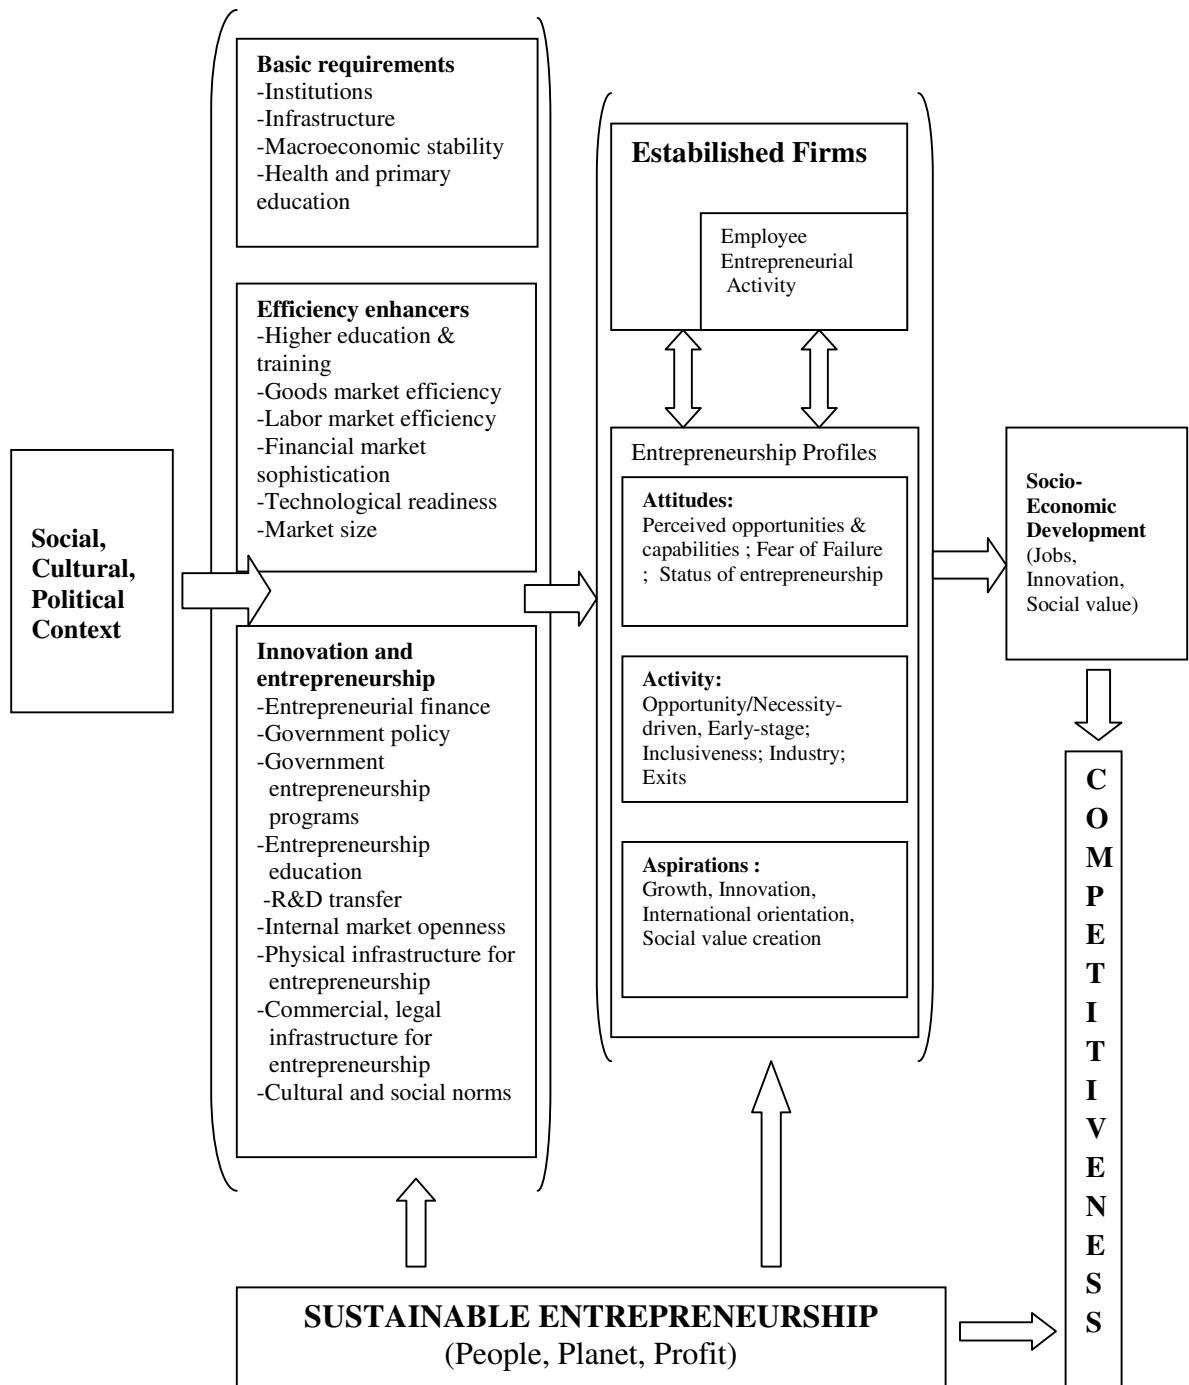 Social,
Cultural,
Political
Context
Basic requirements
-Institutions
-Infrastructure
-Macroeconomic stability
-Health and primary
education
Efficiency enhancers
-Higher education &
training
-Goods market efficiency
-Labor market efficiency
-Financial market
sophistication
-Technological readiness
-Market size
Innovation and
entrepreneurship
-Entrepreneurial finance
-Government policy
-Government
entrepreneurship
programs
-Entrepreneurship
education
-R&D transfer
-Internal market openness
-Physical infrastructure for
entrepreneurship
-Commercial, legal
infrastructure for
entrepreneurship
-Cultural and social norms
Estabilished Firms
Employee
Entrepreneurial
Activity
Entrepreneurship Profiles
Attitudes:
Perceived opportunities &
capabilities ; Fear of Failure
; Status of entrepreneurship
Activity:
Opportunity/Necessity-
driven, Early-stage;
Inclusiveness; Industry;
Exits
Aspirations :
Growth, Innovation,
International orientation,
Social value creation
Socio-
Economic
Development
(Jobs,
Innovation,
Social value)
C
O
M
P
E
T
I
T
I
V
E
N
E
S
S
SUSTAINABLE ENTREPRENEURSHIP
(People, Planet, Profit)